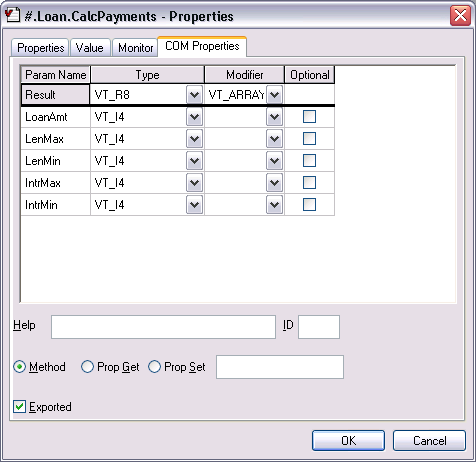 #.Loan.CalcPayments - Properties
Properties Value Monitor COM Properties
Param Name Type Modifier Optional
Result VT_R8 VT_ARRAY
LoanAmt VT_I4
LenMax VT_I4
LenMin VT_I4
IntrMax VT_I4
IntrMin VT_I4
Help ID
Method Prop Get Prop Set
Exported
OK Cancel